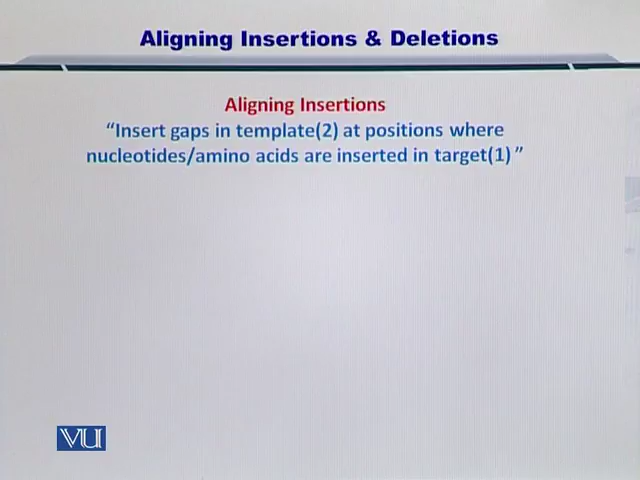 Aligning Insertions & Deletions
Aligning Insertions
“Insert gaps in template(2) at positions where
nucleotides/amino acids are inserted in target(1)”
VU